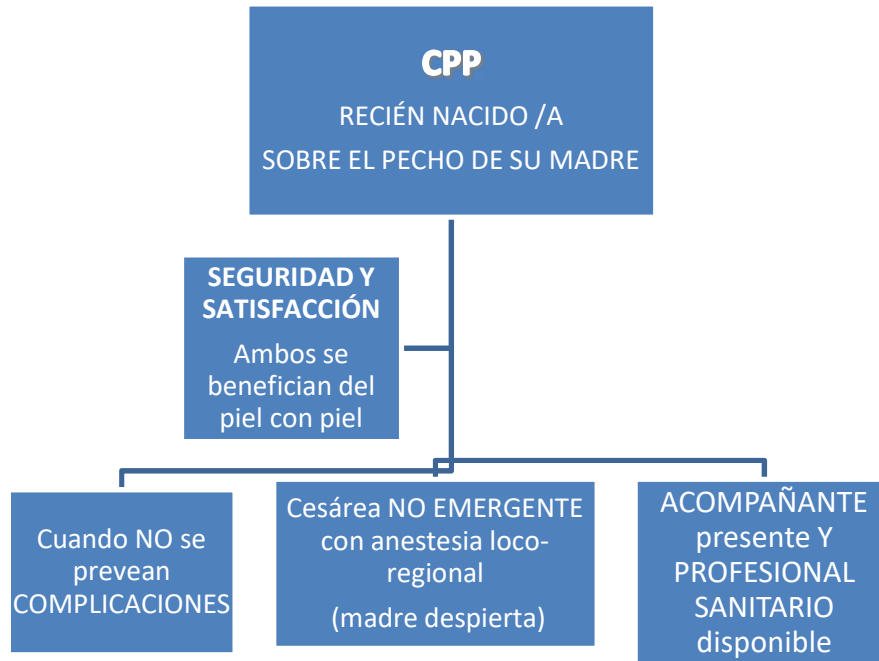 CPP
RECIÉN NACIDO /A
SOBRE EL PECHO DE SU MADRE
SEGURIDAD Y
SATISFACCIÓN
Ambos se
benefician del
piel con piel
Cuando NO se
prevean
COMPLICACIONES
Cesárea NO EMERGENTE
con anestesia loco-
regional
(madre despierta)
ACOMPAÑANTE
presente Y
PROFESIONAL
SANITARIO
disponible